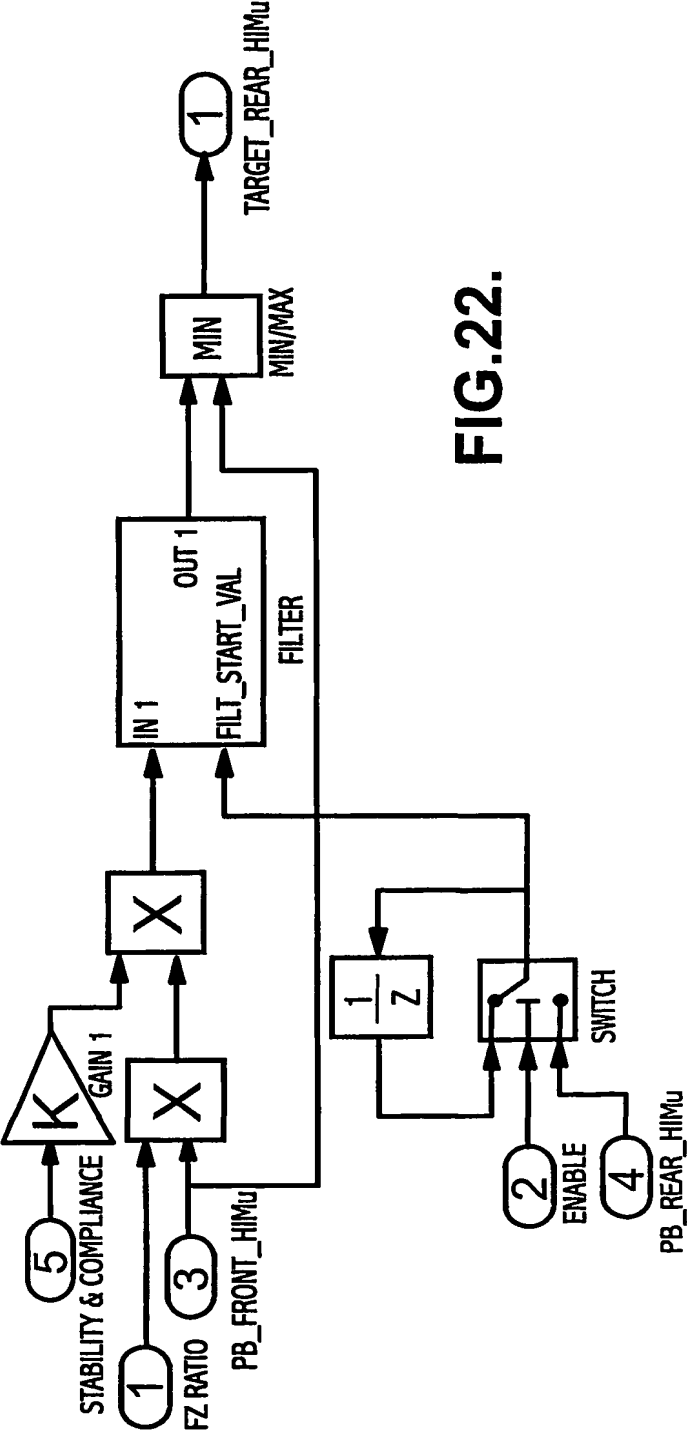 5
STABILITY & COMPLIANCE
K
GAIN 1
1
FZ RATIO
3
PB_FRONT_HIMu
X
X
IN 1
OUT 1
FILT_START_VAL
FILTER
MIN
MIN/MAX
1
TARGET_REAR_HIMu
1
Z
2
ENABLE
4
PB_REAR_HIMu
SWITCH
FIG.22.